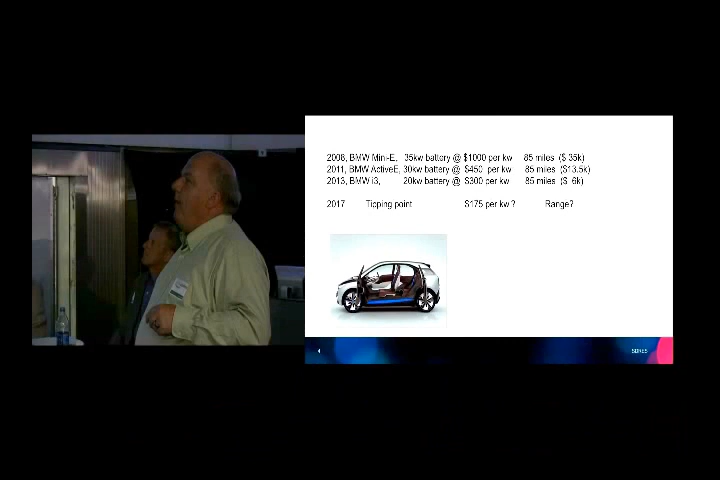 2008, BMW Mini-E, 35kw battery @ $1000 per kw 85 miles ($ 35k)
2011, BMW ActiveE, 30kw battery @ $450 per kw 85 miles ($13.5k)
2013, BMW i3, 20kw battery @ $300 per kw 85 miles ($ 6k)
2017 Tipping point $175 per kw ? Range?